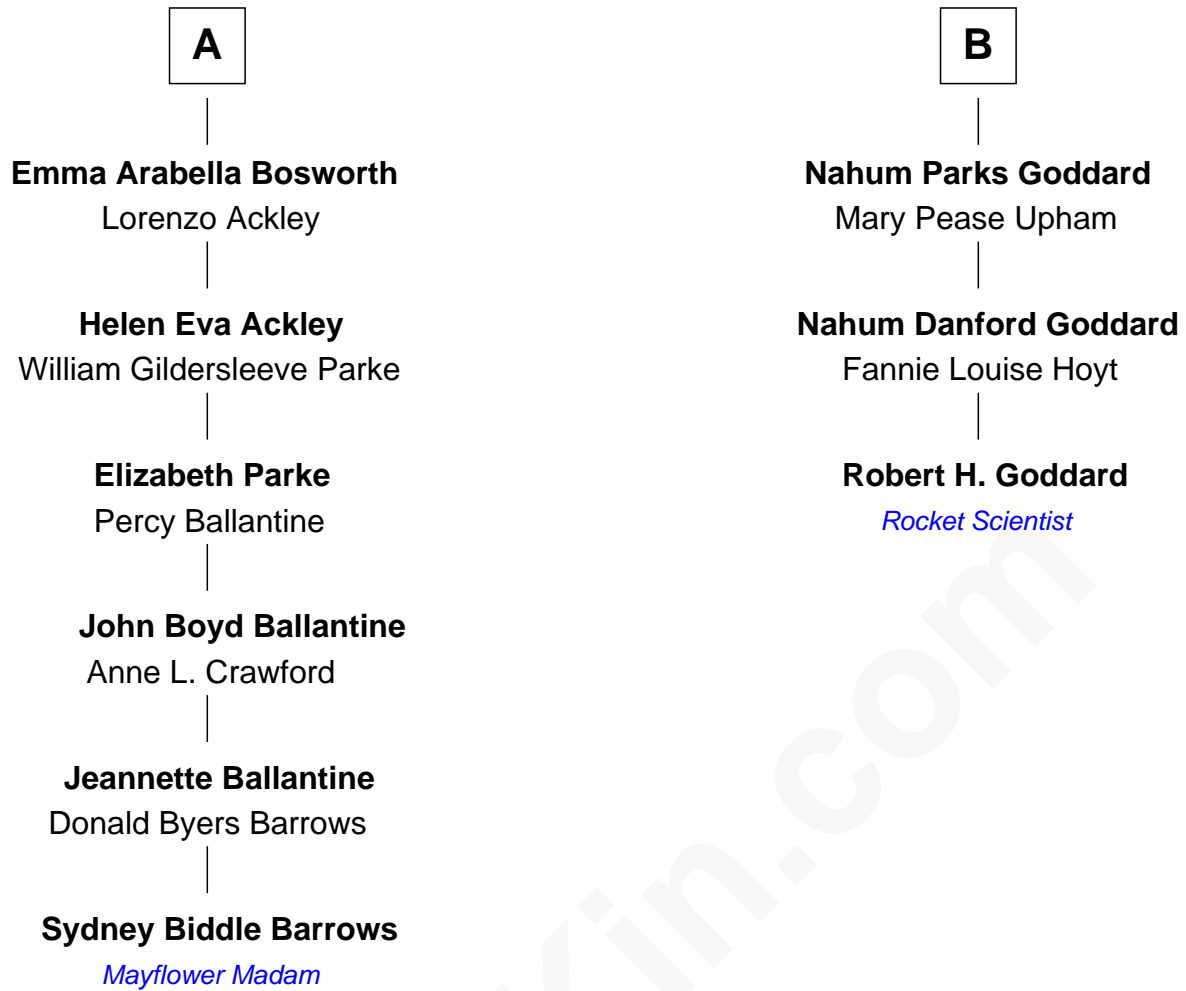 A
Emma Arabella Bosworth
Lorenzo Ackley
Helen Eva Ackley
William Gildersleeve Parke
Elizabeth Parke
Percy Ballantine
John Boyd Ballantine
Anne L. Crawford
Jeannette Ballantine
Donald Byers Barrows
Sydney Biddle Barrows
Mayflower Madam
B
Nahum Parks Goddard
Mary Pease Upham
Nahum Danford Goddard
Fannie Louise Hoyt
Robert H. Goddard
Rocket Scientist
Kin.com